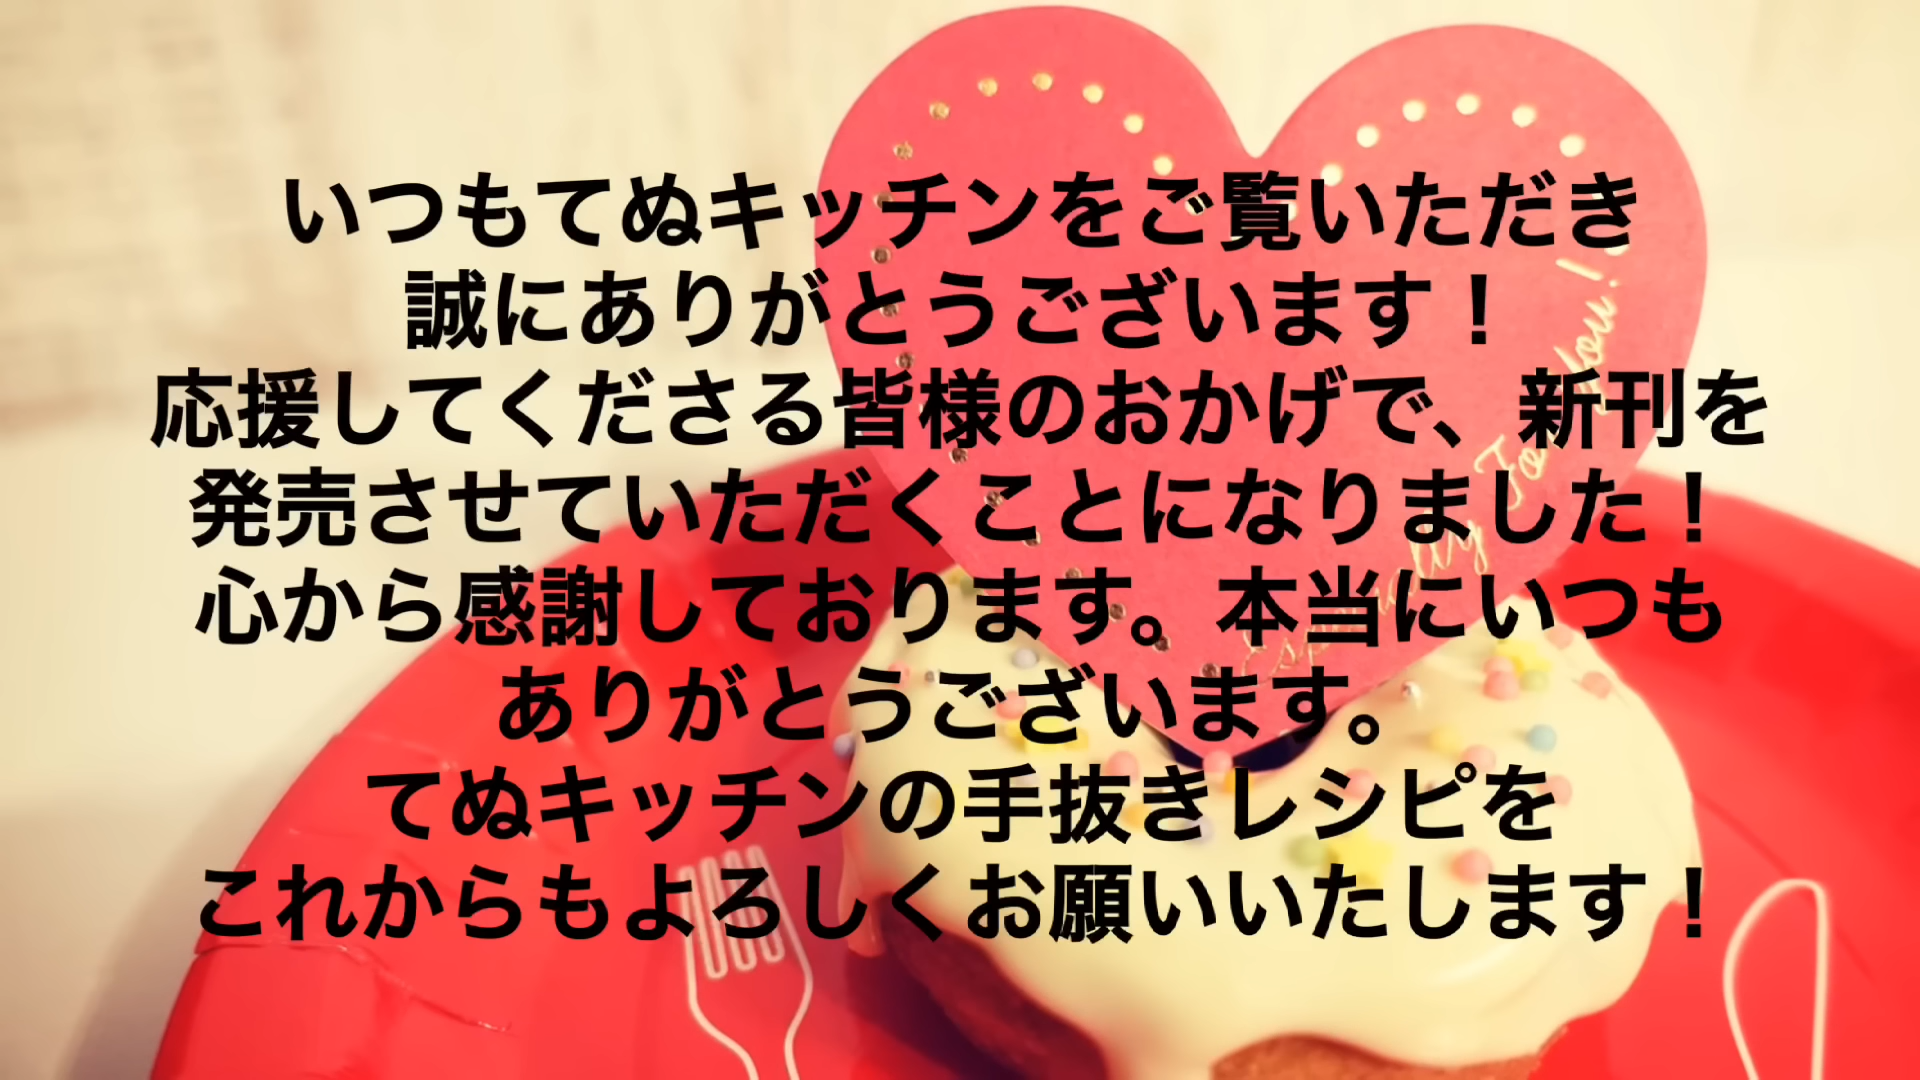 いつもてぬキッチンをご覧いただき
誠にありがとうございます！
応援してくださる皆様のおかげで、新刊を
発売させていただくことになりました！
心から感謝しております。本当にいつも
ありがとうございます。
てぬキッチンの手抜きレシピを
これからもよろしくお願いいたします！
Especially For You!